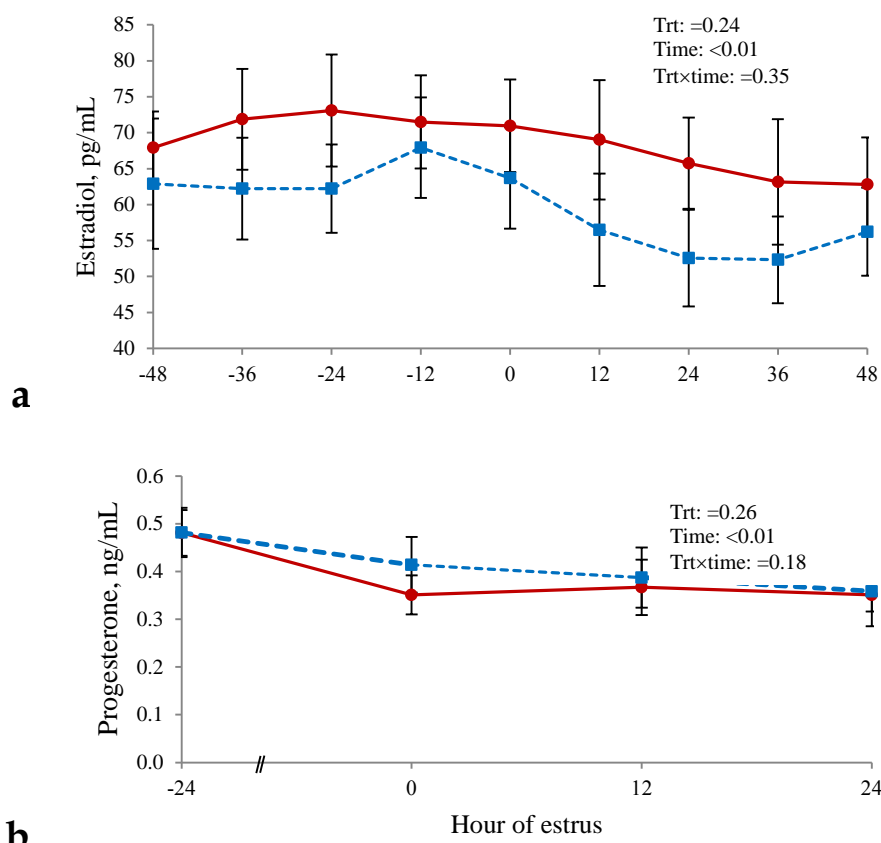 85
80
75
70
65
60
55
50
45
40
Estradiol, pg/mL
Trt: =0.24
Time: <0.01
Trt×time: =0.35
-48 -36 -24 -12 0 12 24 36 48
a
0.6
0.5
0.4
0.3
0.2
0.1
0.0
Progesterone, ng/mL
Trt: =0.26
Time: <0.01
Trt×time: =0.18
-24 // 0 12 24
Hour of estrus
b